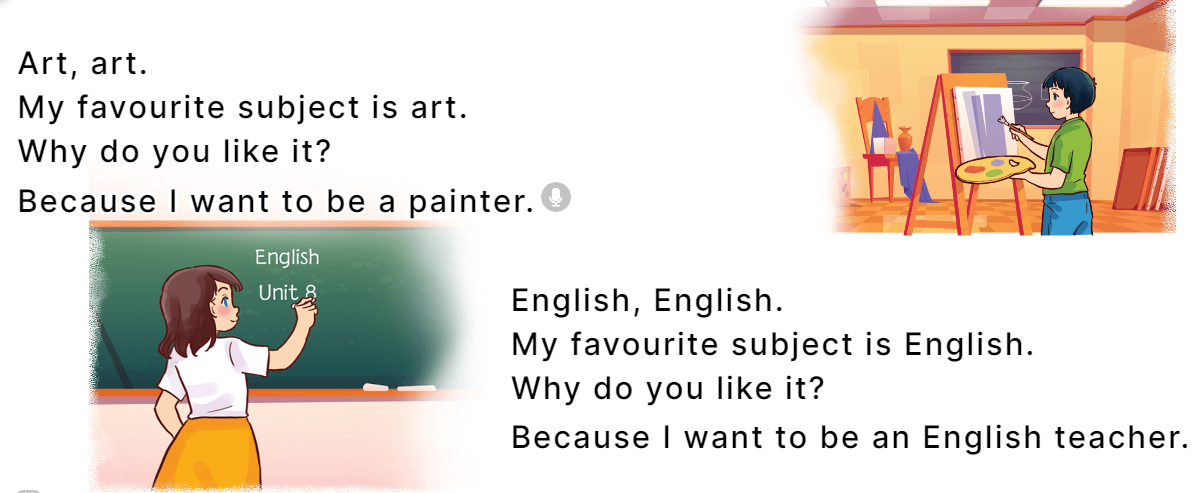 Art, art.
My favourite subject is art.
Why do you like it?
Because I want to be a painter.
English
Unit 8
English, English.
My favourite subject is English.
Why do you like it?
Because I want to be an English teacher.